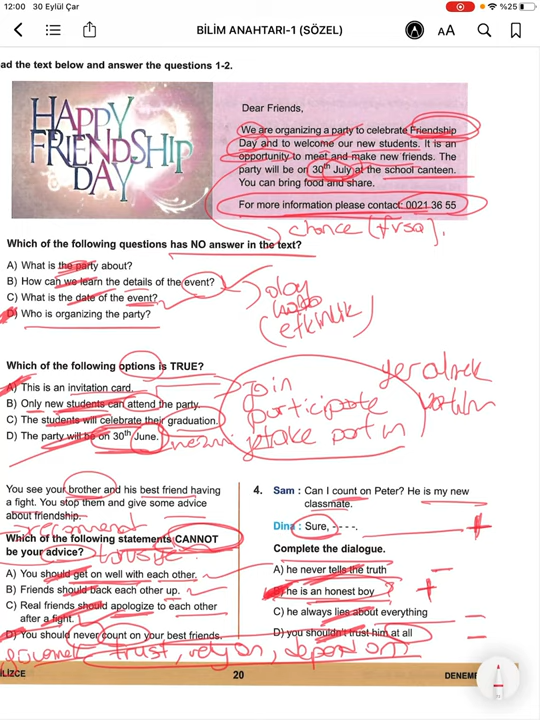 12:00 30 Eylül Çar
%25
BİLİM ANAHTARI-1 (SÖZEL)
AA
ad the text below and answer the questions 1-2.
HAPPY
FRIENDSHIP
DAY
Dear Friends,
We are organizing a party to celebrate Friendship
Day and to welcome our new students. It is an
opportunity to meet and make new friends. The
party will be on 30th July at the school canteen.
You can bring food and share.
For more information please contact: 0021 36 55
chance (fırsat).
Which of the following questions has NO answer in the text?
A) What is the party about?
B) How can we learn the details of the event?
C) What is the date of the event?
D) Who is organizing the party?
olay
(etkinlik)
Which of the following options is TRUE?
A) This is an invitation card.
B) Only new students can attend the party.
C) The students will celebrate their graduation.
D) The party will be on 30th June.
join
participate
take part in
yer almak
katılım
You see your brother and his best friend having
a fight. You stop them and give some advice
about friendship.
recommend
Which of the following statements CANNOT
be your advice?
tavsiye
A) You should get on well with each other.
B) Friends should back each other up.
C) Real friends should apologize to each other
after a fight.
D) You should never count on your best friends.
güvenmek trust, rely on, depend on
4. Sam : Can I count on Peter? He is my new
classmate.
Dina : Sure, - - - -.
+
Complete the dialogue.
A) he never tells the truth
B) he is an honest boy
+
C) he always lies about everything
D) you shouldn't trust him at all
İLİZCE
20
DENEME